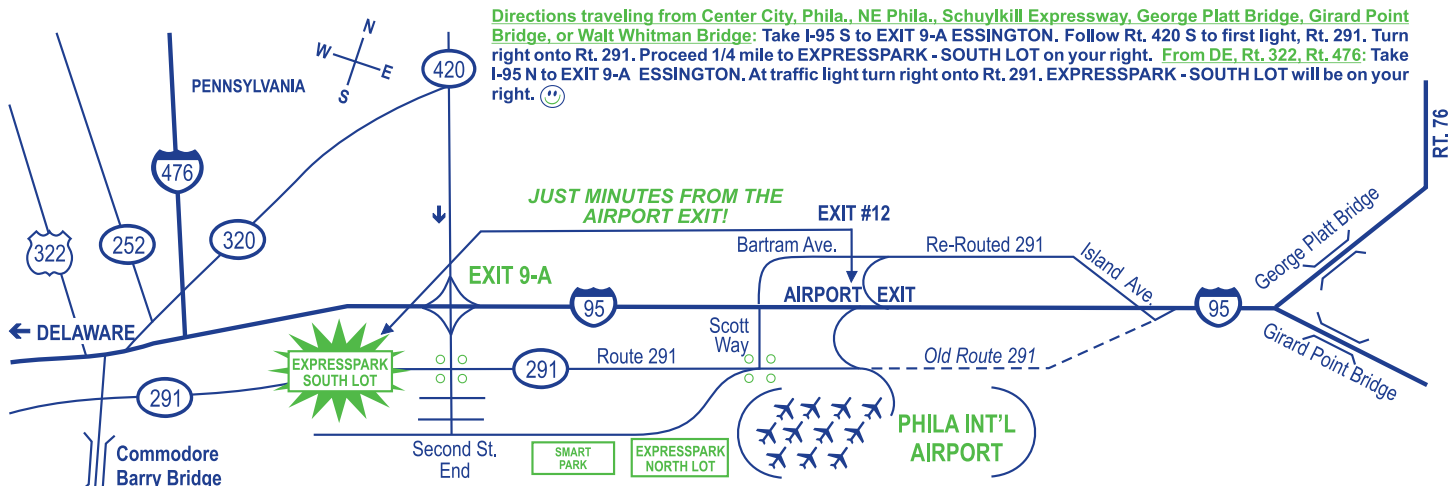 Directions traveling from Center City, Phila., NE Phila., Schuylkill Expressway, George Platt Bridge, Girard Point
Bridge, or Walt Whitman Bridge: Take I-95 S to EXIT 9-A ESSINGTON. Follow Rt. 420 S to first light, Rt. 291. Turn
right onto Rt. 291. Proceed 1/4 mile to EXPRESSPARK - SOUTH LOT on your right. From DE, Rt. 322, Rt. 476: Take
I-95 N to EXIT 9-A ESSINGTON. At traffic light turn right onto Rt. 291. EXPRESSPARK - SOUTH LOT will be on your
right.
N
W
E
S
PENNSYLVANIA
420
RT. 76
476
JUST MINUTES FROM THE
AIRPORT EXIT!
EXIT #12
322
252
320
Bartram Ave.
Re-Routed 291
Island Ave.
George Platt Bridge
EXIT 9-A
AIRPORT EXIT
95
95
DELAWARE
Scott
Way
EXPRESSPARK
SOUTH LOT
Route 291
291
Old Route 291
Girard Point Bridge
291
PHILA INT'L
AIRPORT
Second St.
End
SMART
PARK
EXPRESSPARK
NORTH LOT
Commodore
Barry Bridge